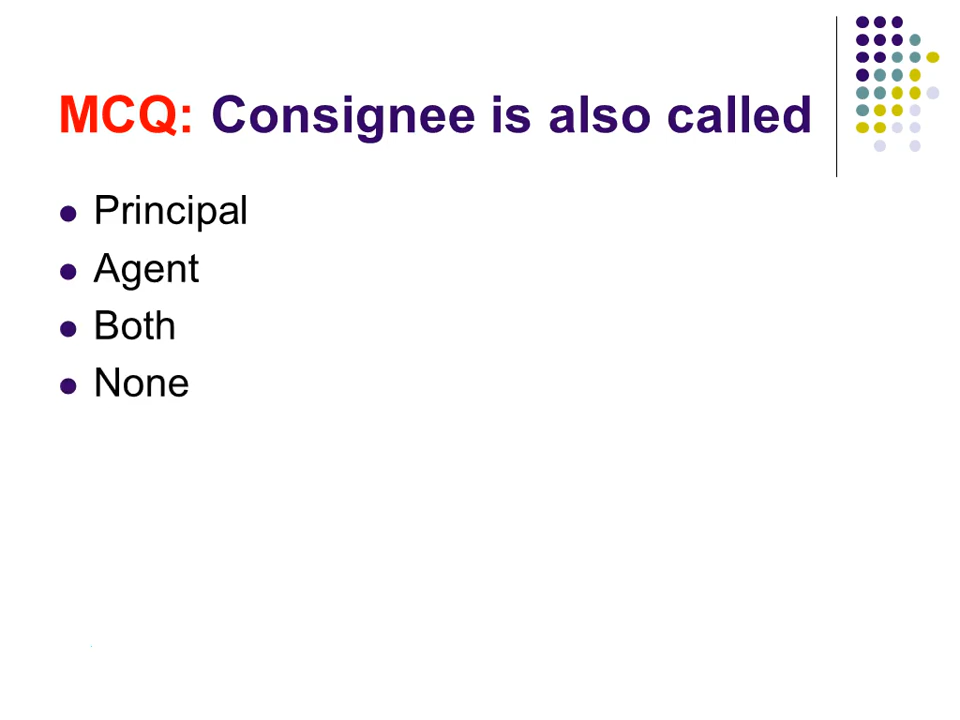 MCQ: Consignee is also called
Principal
Agent
Both
None